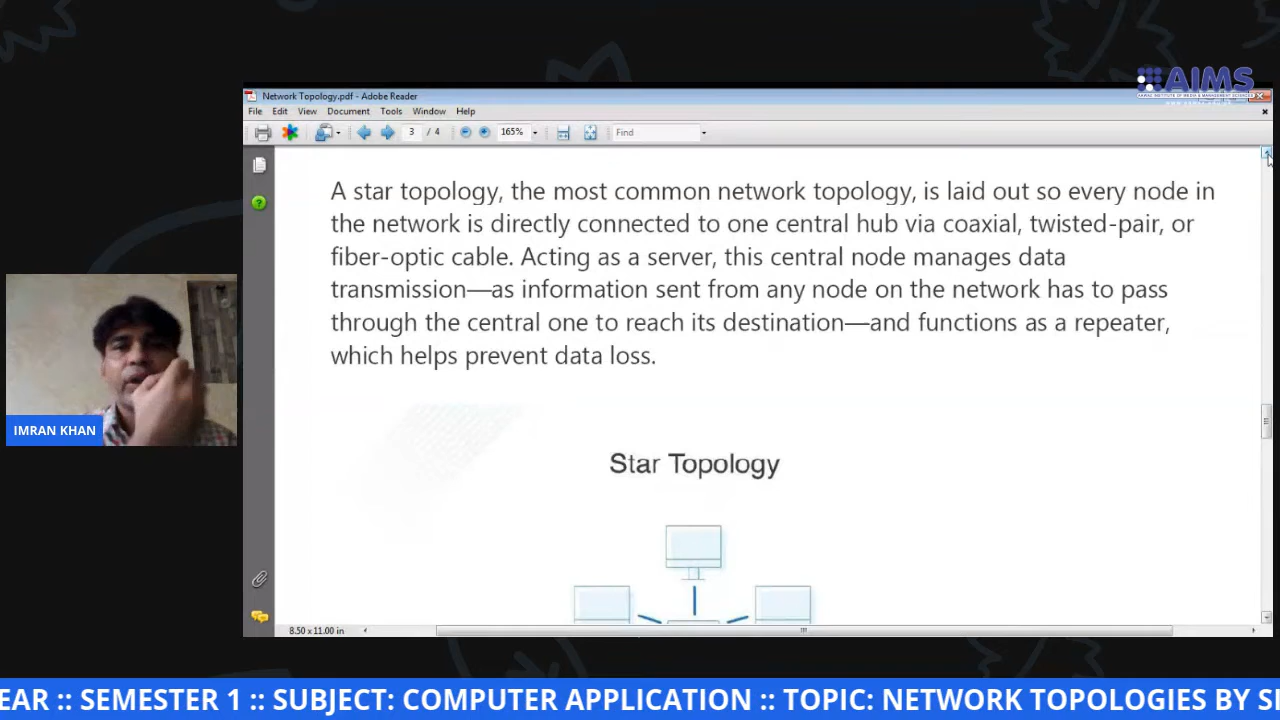 AIMS
Network Topology.pdf - Adobe Reader
File Edit View Document Tools Window Help
3 / 4 165% Find
A star topology, the most common network topology, is laid out so every node in
the network is directly connected to one central hub via coaxial, twisted-pair, or
fiber-optic cable. Acting as a server, this central node manages data
transmission—as information sent from any node on the network has to pass
through the central one to reach its destination—and functions as a repeater,
which helps prevent data loss.
Star Topology
IMRAN KHAN
8.50 x 11.00 in
EAR :: SEMESTER 1 :: SUBJECT: COMPUTER APPLICATION :: TOPIC: NETWORK TOPOLOGIES BY